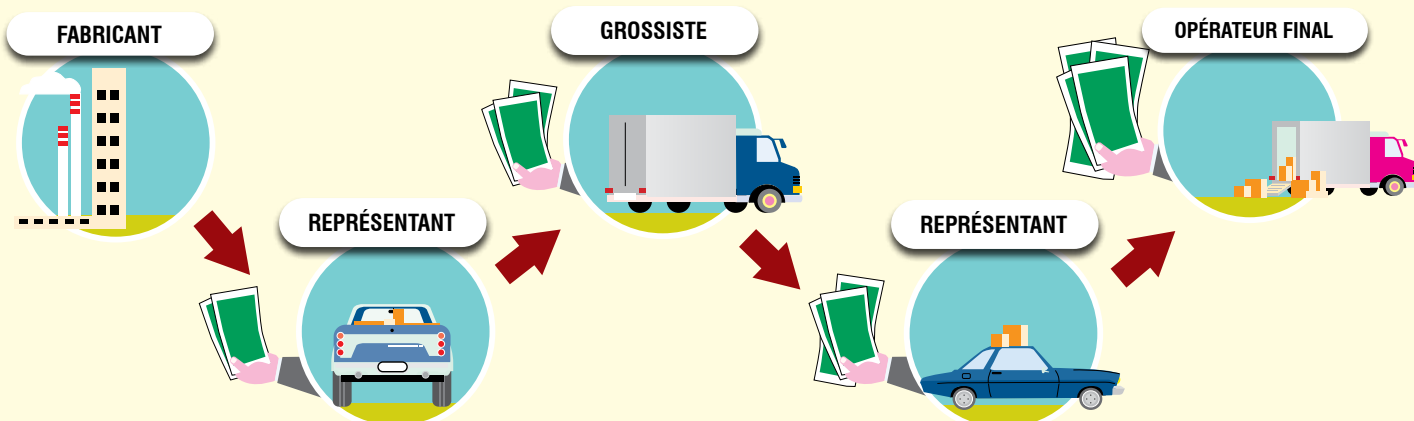 FABRICANT
REPRÉSENTANT
GROSSISTE
REPRÉSENTANT
OPÉRATEUR FINAL